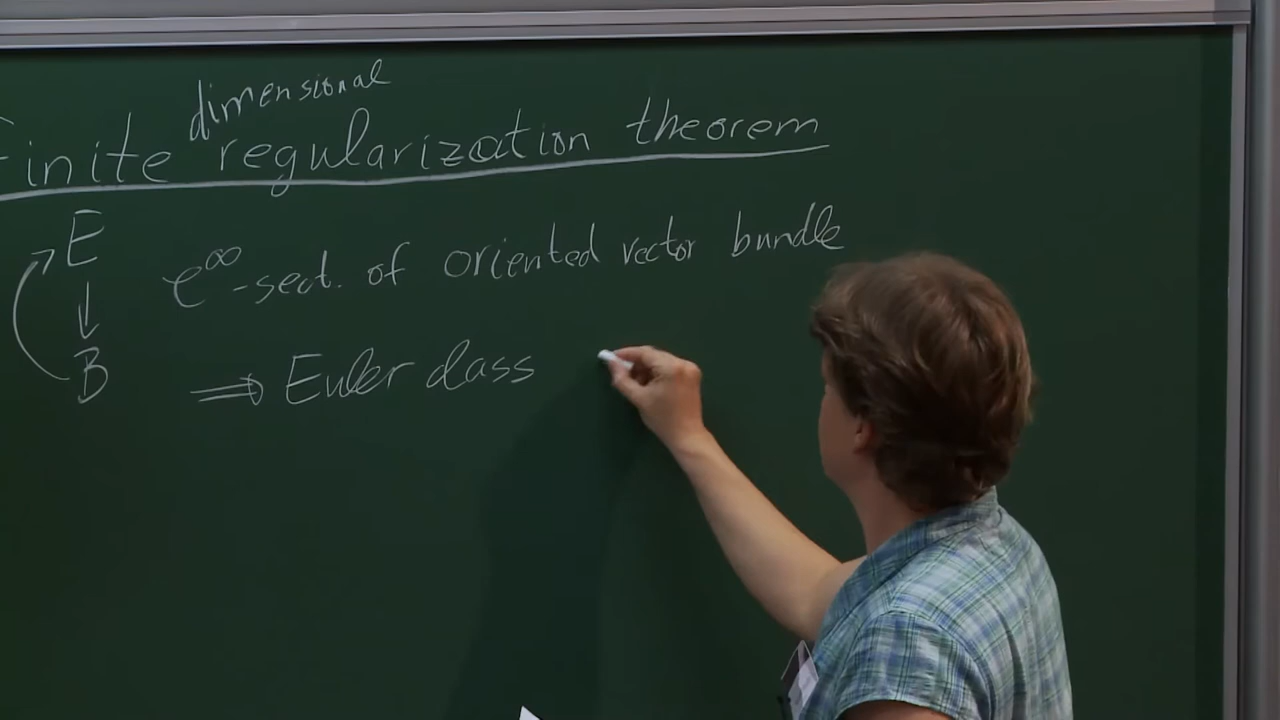 dimensional
Finite regularization theorem
E C^∞-sect. of oriented vector bundle
↓
B ⟹ Euler class